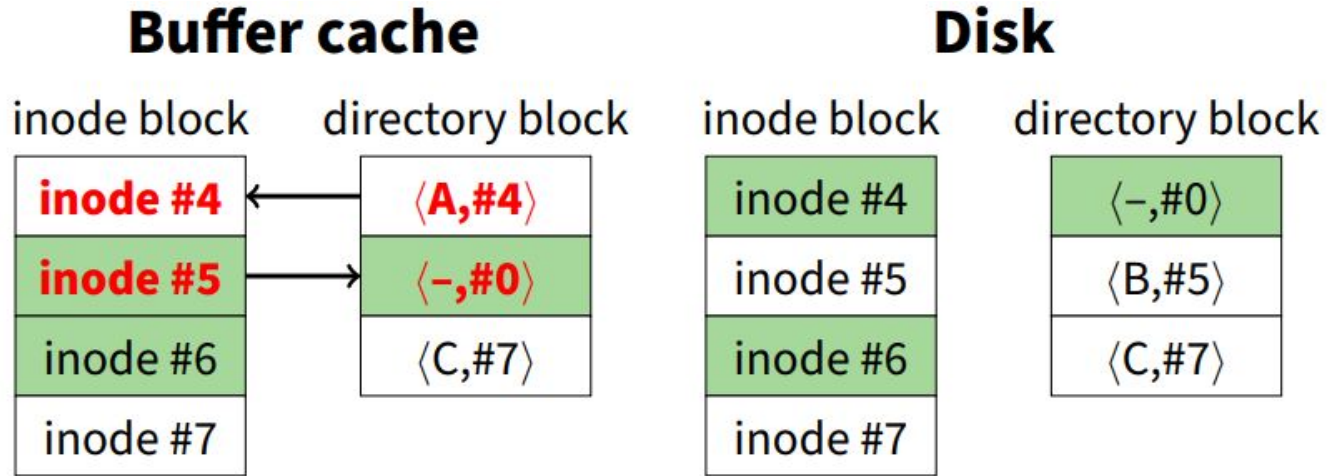 Buffer cache
Disk
inode block
directory block
inode block
directory block
inode #4
⟨A,#4⟩
inode #4
⟨–,#0⟩
inode #5
⟨–,#0⟩
inode #5
⟨B,#5⟩
inode #6
⟨C,#7⟩
inode #6
⟨C,#7⟩
inode #7
inode #7